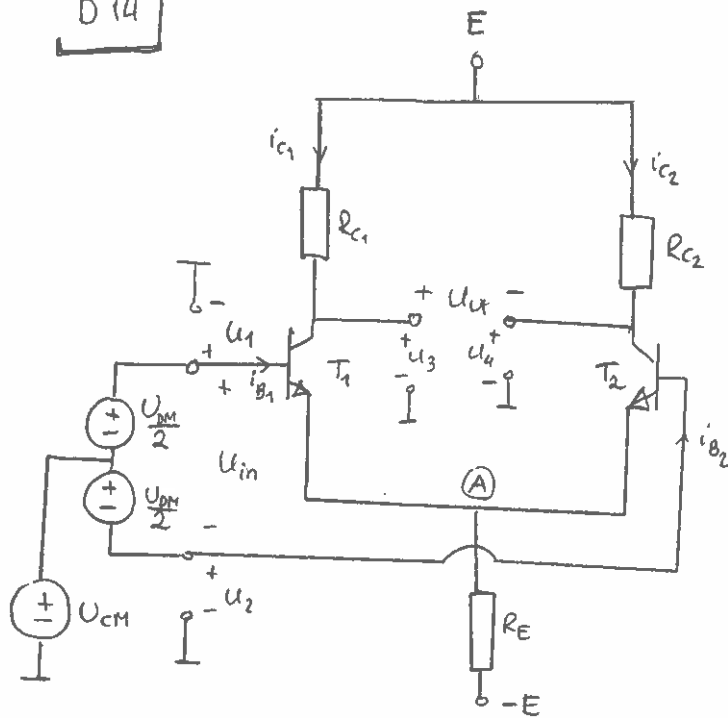 D 14
E
i_C1
i_C2
R_C1
R_C2
-
+ U_ut -
U_1
+
+ U_3
U_4 +
i_B1
T_1
T_2
+
-
-
+
U_DM/2
-
U_in
A
i_B2
+
U_DM/2
-
-
+
U_2
-
+
U_CM
-
R_E
-E